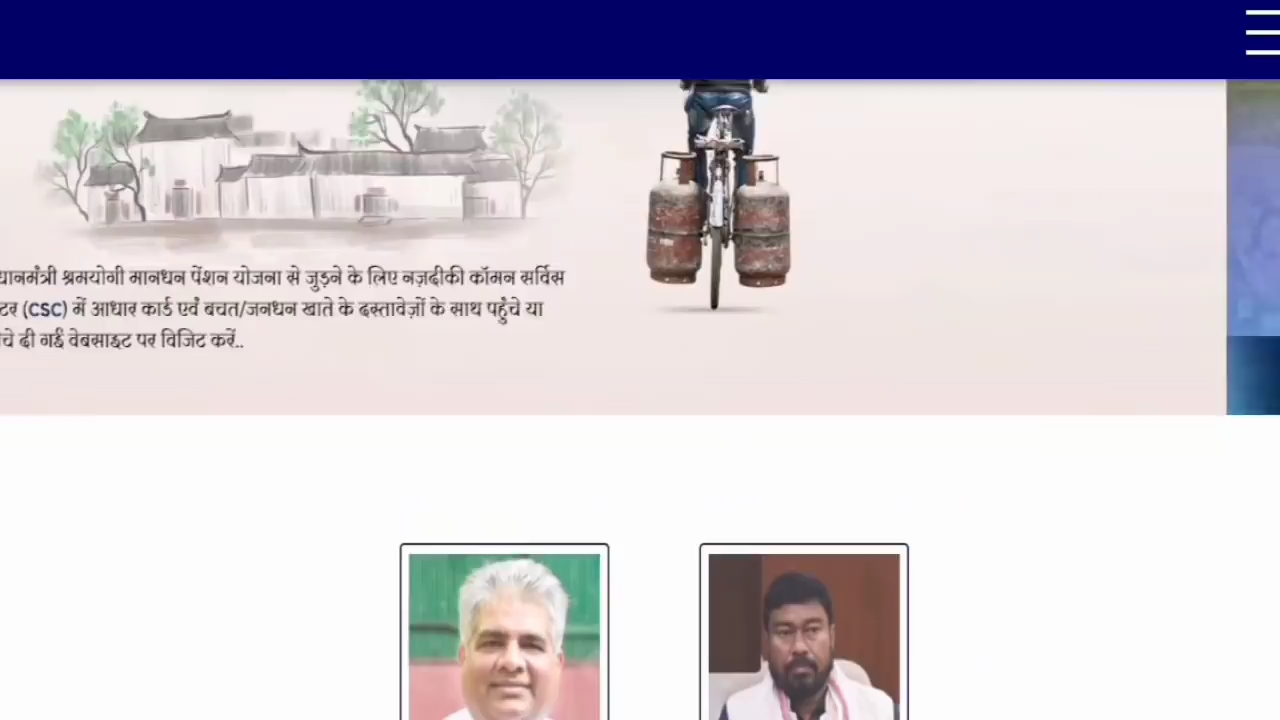 धानमंत्री श्रमयोगी मानधन पेंशन योजना से जुड़ने के लिए नज़दीकी कॉमन सर्विस
टर (CSC) में आधार कार्ड एवं बचत/जनधन खाते के दस्तावेज़ों के साथ पहुंचे या
चे दी गई वेबसाइट पर विजिट करें..